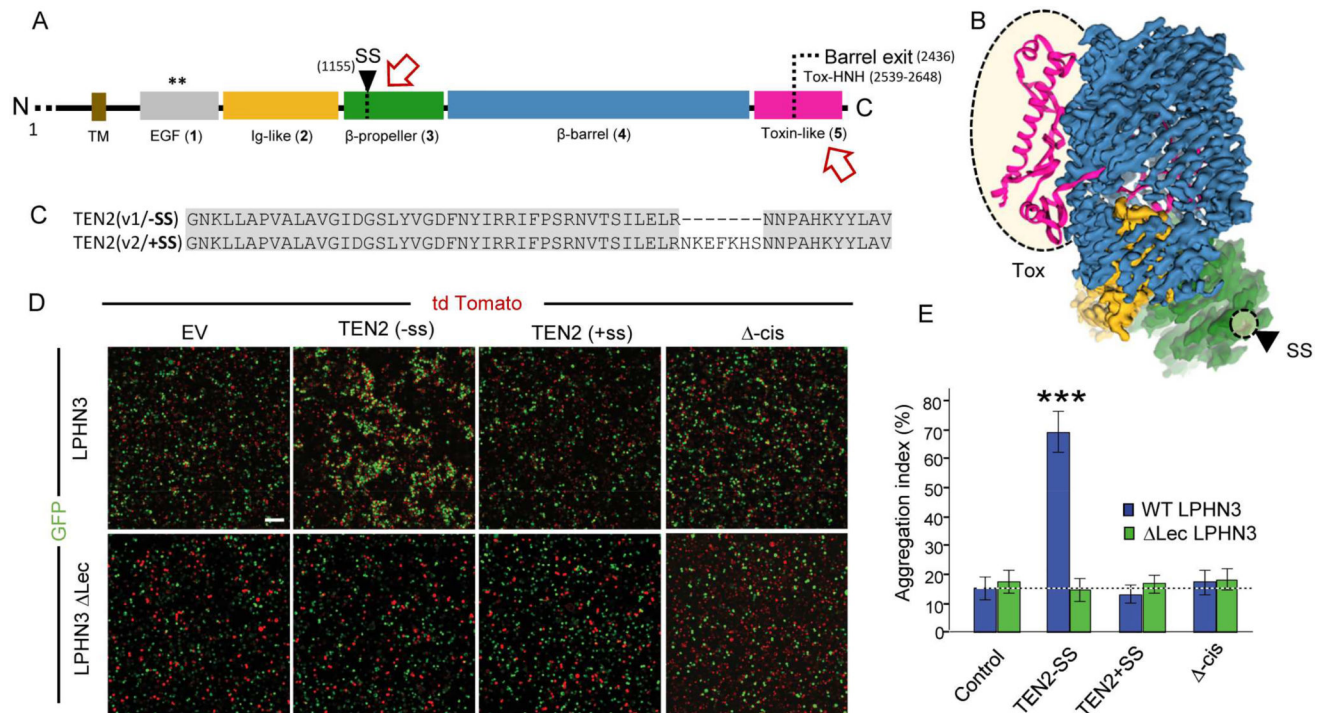 A
SS
(1155)
**
Barrel exit (2436)
Tox-HNH (2539-2648)
N
C
1
TM
EGF (1)
Ig-like (2)
β-propeller (3)
β-barrel (4)
Toxin-like (5)
B
Tox
SS
C
TEN2(v1/-SS) GNKLLAPVALAVGIDGSLYVGDFNYIRRIFPSRNVTSILELR-------NNPAHKYYLAV
TEN2(v2/+SS) GNKLLAPVALAVGIDGSLYVGDFNYIRRIFPSRNVTSILELRNKEFKHSNNPAHKYYLAV
D
td Tomato
EV
TEN2 (-ss)
TEN2 (+ss)
Δ-cis
GFP
LPHN3
LPHN3 ΔLec
E
Aggregation index (%)
80
70
60
50
40
30
20
10
0
***
WT LPHN3
ΔLec LPHN3
Control
TEN2-SS
TEN2+SS
Δ-cis